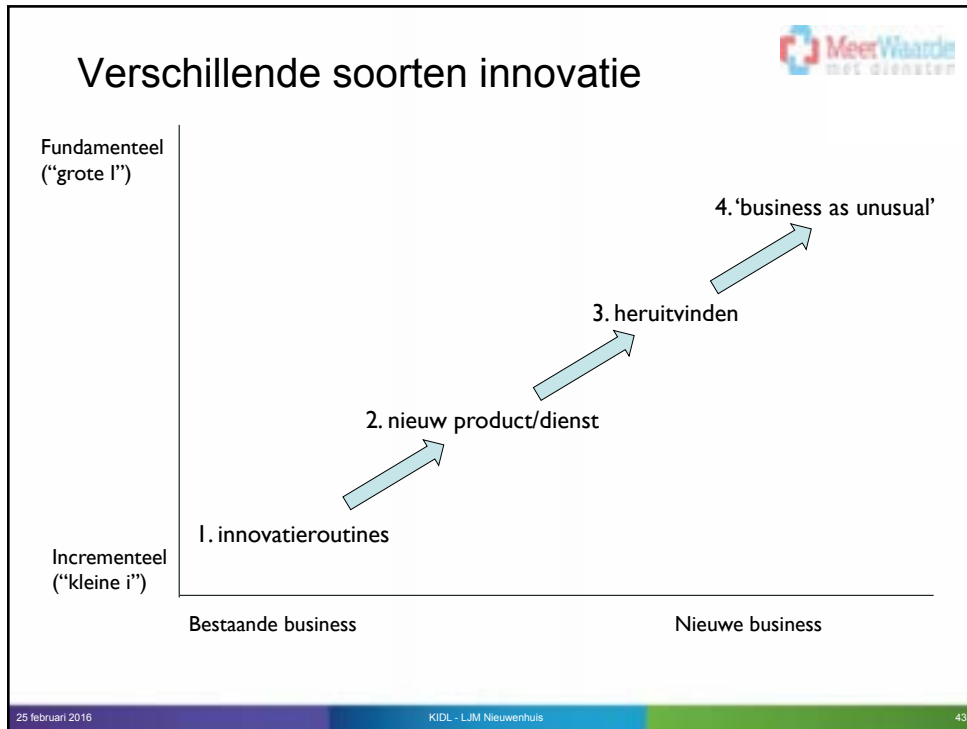 Verschillende soorten innovatie
MeerWaarde
met diensten
Fundamenteel
(“grote I”)
4. ‘business as unusual’
3. heruitvinden
2. nieuw product/dienst
1. innovatieroutines
Incrementeel
(“kleine i”)
Bestaande business
Nieuwe business
25 februari 2016
KIDL - LJM Nieuwenhuis
43